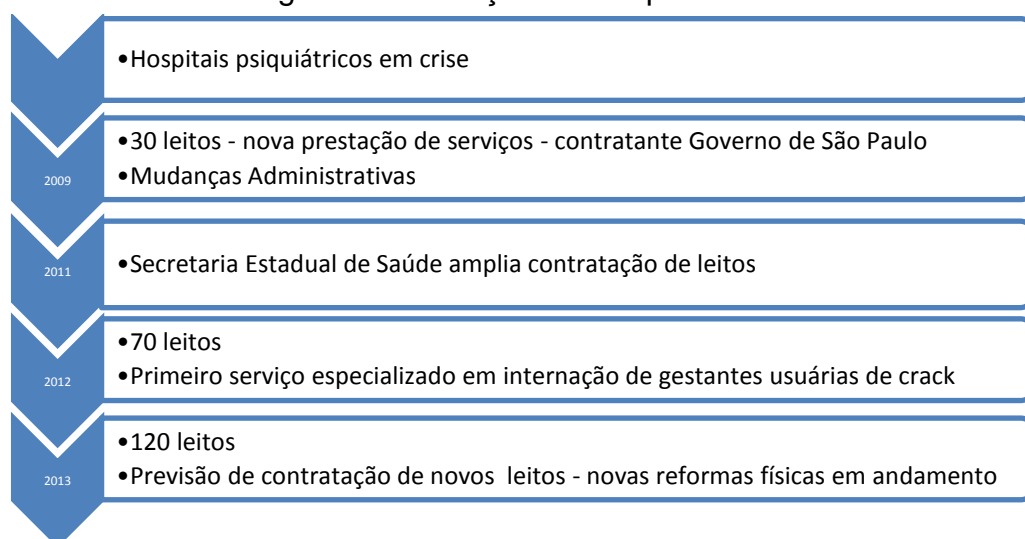 •Hospitais psiquiátricos em crise
•30 leitos - nova prestação de serviços - contratante Governo de São Paulo
•Mudanças Administrativas
2009
•Secretaria Estadual de Saúde amplia contratação de leitos
2011
•70 leitos
•Primeiro serviço especializado em internação de gestantes usuárias de crack
2012
•120 leitos
•Previsão de contratação de novos leitos - novas reformas físicas em andamento
2013